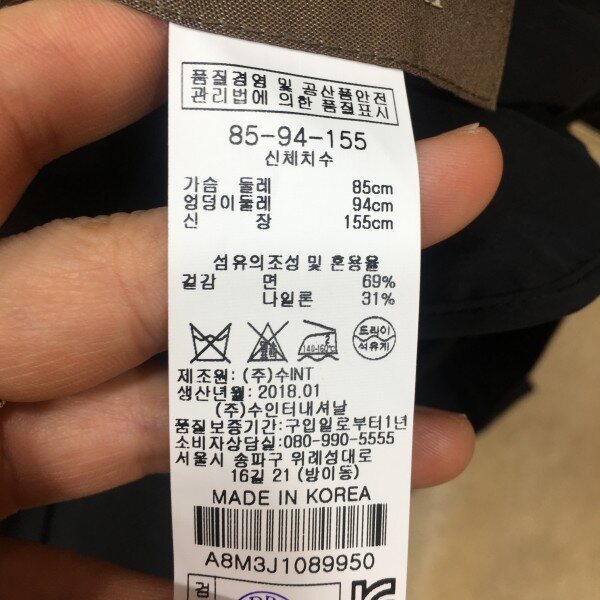 품질경영 및 공산품안전
관리법에 의한 품질표시
85-94-155
신체치수
가슴 둘레 85cm
엉덩이둘레 94cm
신 장 155cm
섬유의조성 및 혼용율
겉감 면 69%
나일론 31%
140-160℃
드라이
석유계
제조원: (주)수INT
생산년월: 2018.01
(주)수인터내셔날
품질보증기간: 구입일로부터1년
소비자상담실:080-990-5555
서울시 송파구 위례성대로
16길 21 (방이동)
MADE IN KOREA
A8M3J1089950
검